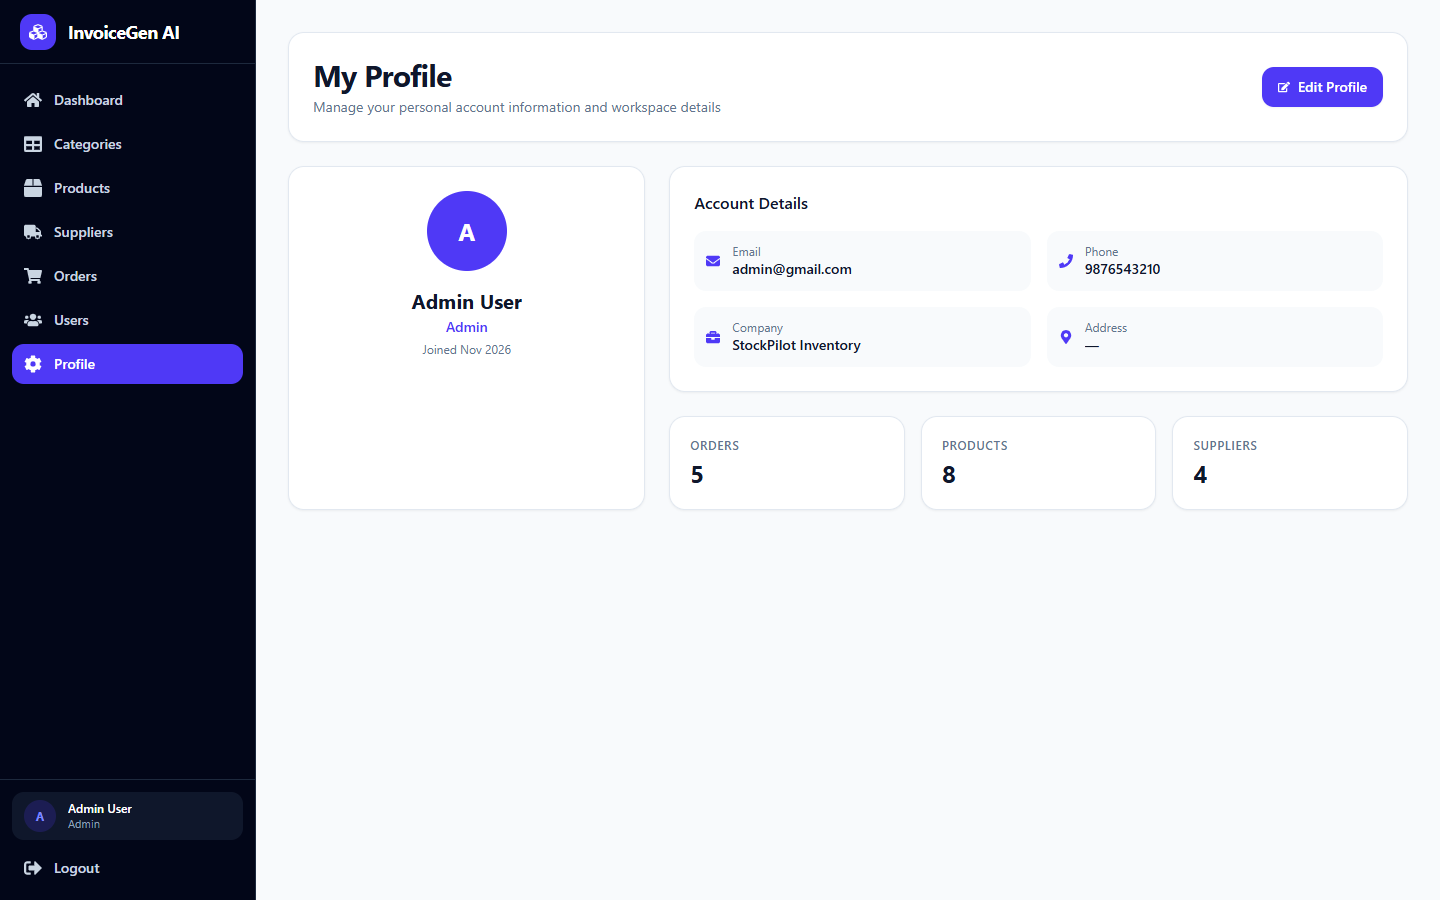 InvoiceGen AI
Dashboard
Categories
Products
Suppliers
Orders
Users
Profile
A
Admin User
Admin
Logout
My Profile
Manage your personal account information and workspace details
Edit Profile
A
Admin User
Admin
Joined Nov 2026
Account Details
Email
admin@gmail.com
Phone
9876543210
Company
StockPilot Inventory
Address
—
ORDERS
5
PRODUCTS
8
SUPPLIERS
4